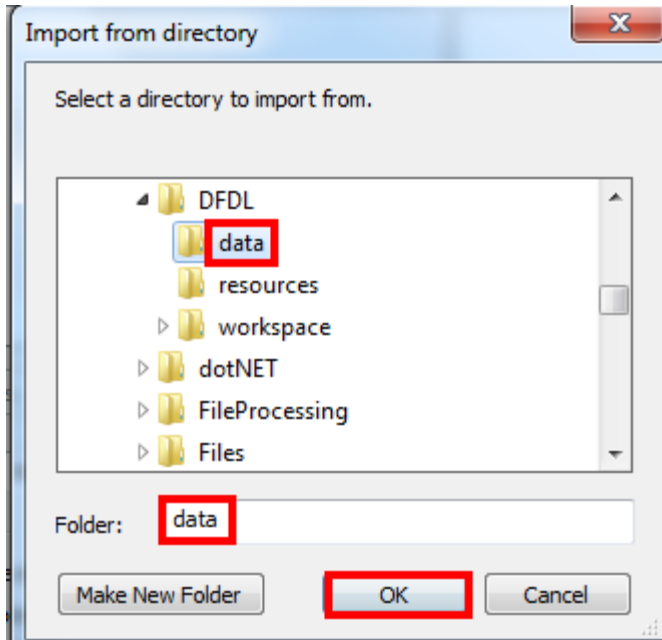 Import from directory
Select a directory to import from.
DFDL
data
resources
workspace
dotNET
FileProcessing
Files
Folder: data
Make New Folder OK Cancel